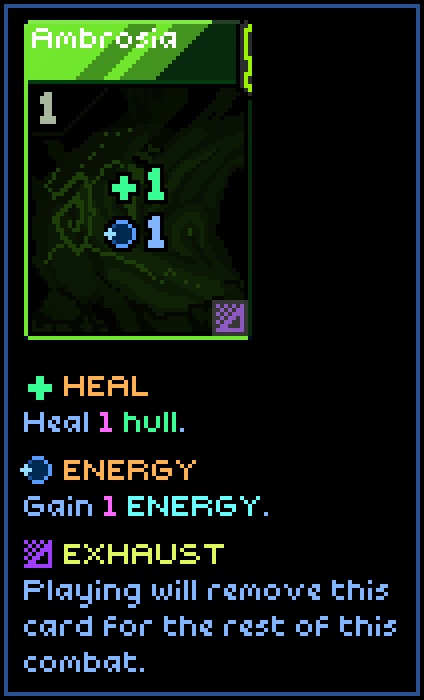 Ambrosia
1
+1
1
HEAL
Heal 1 hull.
ENERGY
Gain 1 ENERGY.
EXHAUST
Playing will remove this
card for the rest of this
combat.